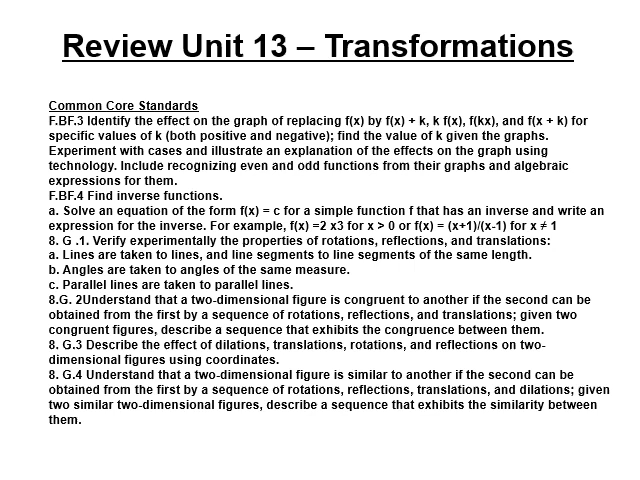 Review Unit 13 – Transformations
Common Core Standards
F.BF.3 Identify the effect on the graph of replacing f(x) by f(x) + k, k f(x), f(kx), and f(x + k) for
specific values of k (both positive and negative); find the value of k given the graphs.
Experiment with cases and illustrate an explanation of the effects on the graph using
technology. Include recognizing even and odd functions from their graphs and algebraic
expressions for them.
F.BF.4 Find inverse functions.
a. Solve an equation of the form f(x) = c for a simple function f that has an inverse and write an
expression for the inverse. For example, f(x) =2 x3 for x > 0 or f(x) = (x+1)/(x-1) for x ≠ 1
8. G .1. Verify experimentally the properties of rotations, reflections, and translations:
a. Lines are taken to lines, and line segments to line segments of the same length.
b. Angles are taken to angles of the same measure.
c. Parallel lines are taken to parallel lines.
8.G. 2Understand that a two-dimensional figure is congruent to another if the second can be
obtained from the first by a sequence of rotations, reflections, and translations; given two
congruent figures, describe a sequence that exhibits the congruence between them.
8. G.3 Describe the effect of dilations, translations, rotations, and reflections on two-
dimensional figures using coordinates.
8. G.4 Understand that a two-dimensional figure is similar to another if the second can be
obtained from the first by a sequence of rotations, reflections, translations, and dilations; given
two similar two-dimensional figures, describe a sequence that exhibits the similarity between
them.